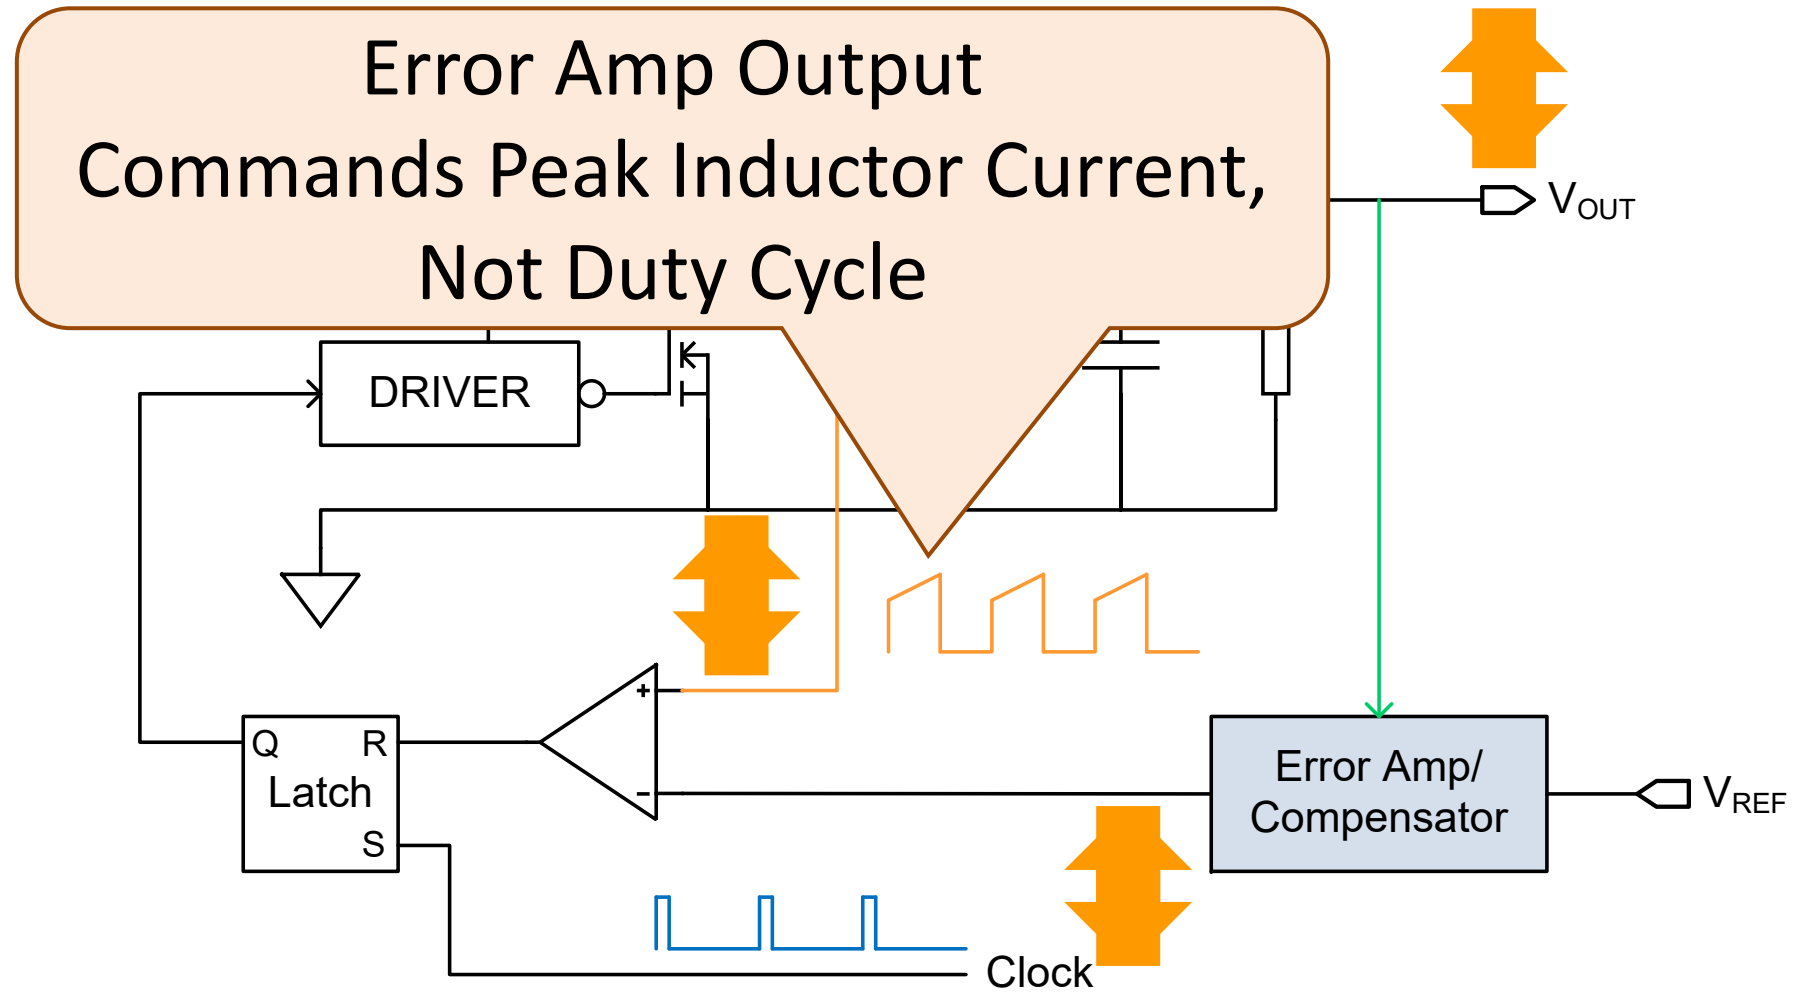 Error Amp Output
Commands Peak Inductor Current,
Not Duty Cycle
VOUT
DRIVER
+
Q R
Latch
S
−
Error Amp/
Compensator
VREF
Clock